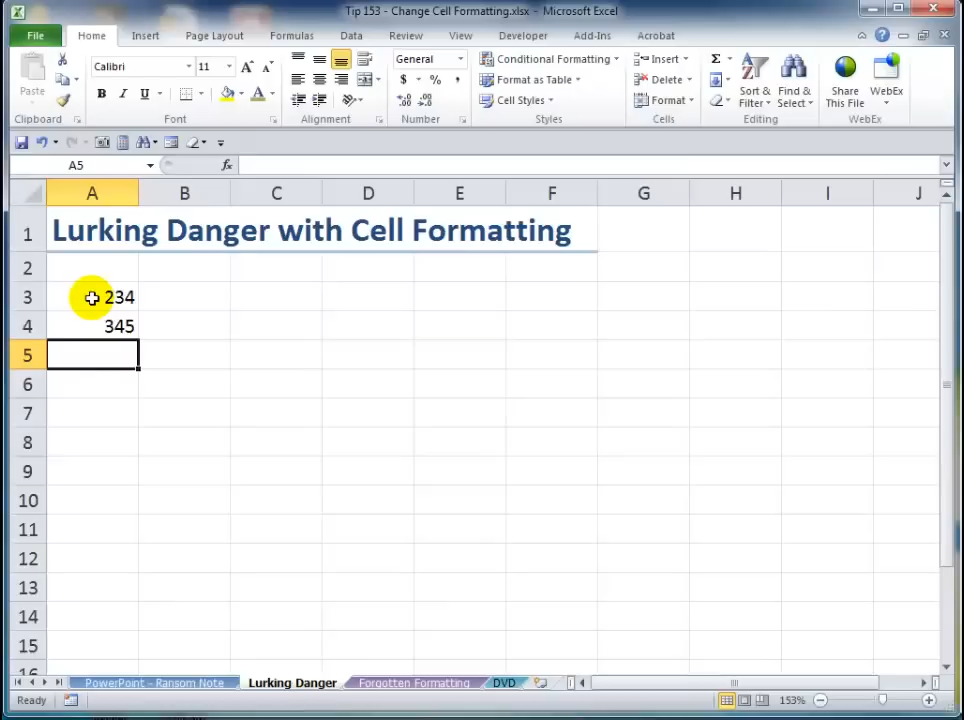 Tip 153 - Change Cell Formatting.xlsx - Microsoft Excel
File Home Insert Page Layout Formulas Data Review View Developer Add-Ins Acrobat
Calibri 11 General Conditional Formatting Insert
Paste $ % , Format as Table Delete Sort & Filter Find & Select Share This File WebEx
B I U A Cell Styles Format
Clipboard Font Alignment Number Styles Cells Editing WebEx
A5 fx
A B C D E F G H I J
1 Lurking Danger with Cell Formatting
2
3 234
4 345
5
6
7
8
9
10
11
12
13
14
15
16
PowerPoint - Ransom Note Lurking Danger Forgotten Formatting DVD
Ready 153%